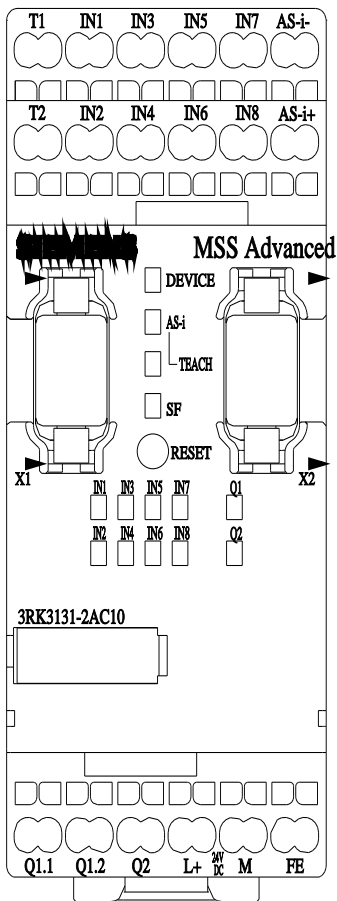 T1 IN1 IN3 IN5 IN7 AS-i-
T2 IN2 IN4 IN6 IN8 AS-i+
MSS Advanced
DEVICE
AS-i
TEACH
SF
RESET
X1 X2
IN1 IN3 IN5 IN7 Q1
IN2 IN4 IN6 IN8 Q2
3RK3131-2AC10
Q1.1 Q1.2 Q2 L+ 24V DC M FE